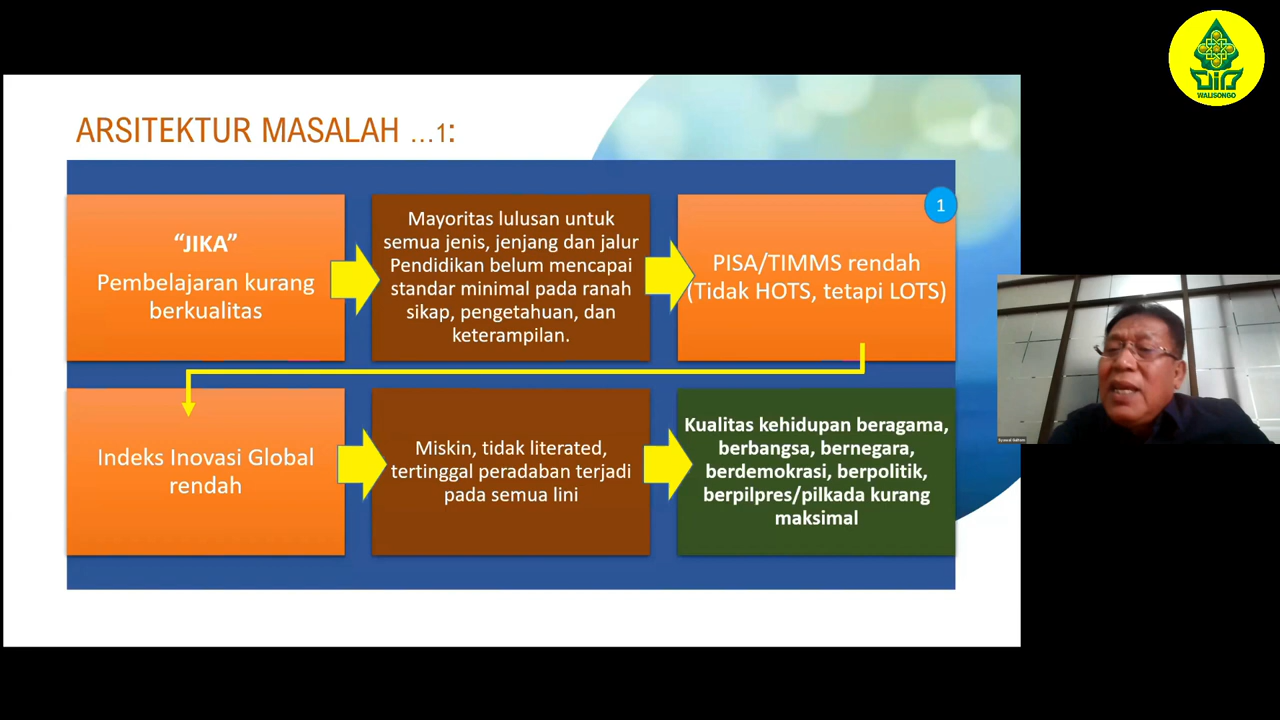 WALISONGO
ARSITEKTUR MASALAH ...1:
"JIKA"
Pembelajaran kurang
berkualitas
Mayoritas lulusan untuk
semua jenis, jenjang dan jalur
Pendidikan belum mencapai
standar minimal pada ranah
sikap, pengetahuan, dan
keterampilan.
1
PISA/TIMMS rendah
(Tidak HOTS, tetapi LOTS)
Indeks Inovasi Global
rendah
Miskin, tidak literated,
tertinggal peradaban terjadi
pada semua lini
Kualitas kehidupan beragama,
berbangsa, bernegara,
berdemokrasi, berpolitik,
berpilpres/pilkada kurang
maksimal